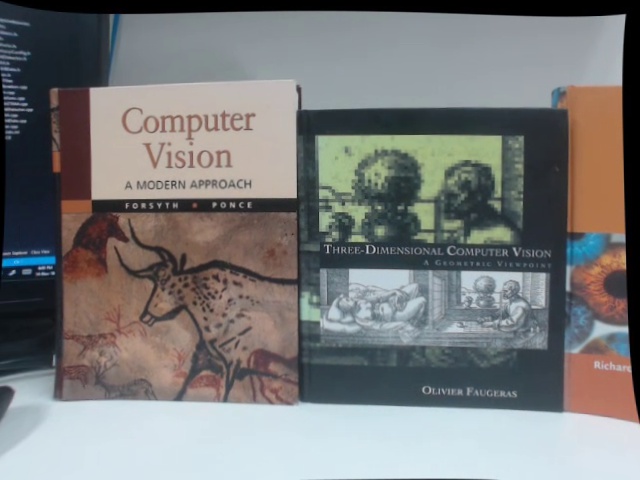 Computer
Vision
A MODERN APPROACH
FORSYTH ▪ PONCE
THREE-DIMENSIONAL COMPUTER VISION
A GEOMETRIC VIEWPOINT
OLIVIER FAUGERAS
Richard